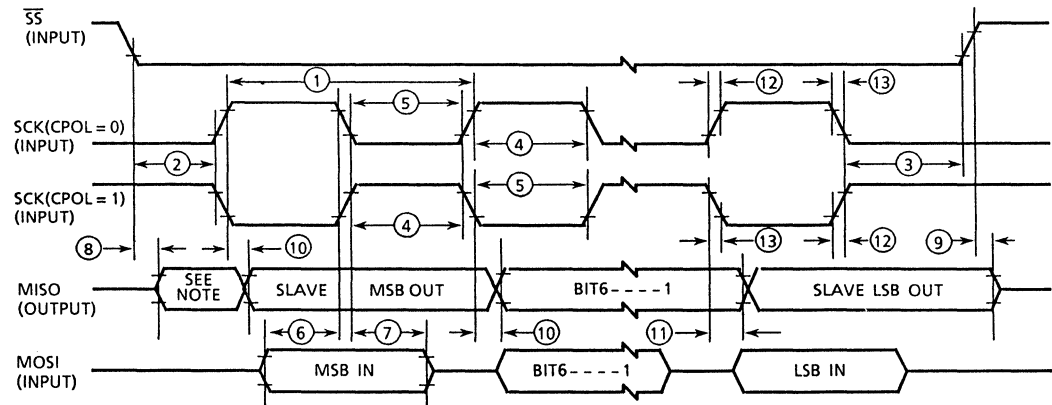 SS
(INPUT)
1
12
13
5
SCK(CPOL = 0)
(INPUT)
4
2
3
SCK(CPOL = 1)
(INPUT)
5
4
13
12
8
10
9
MISO
(OUTPUT)
SEE
NOTE
SLAVE
MSB OUT
BIT6 - - - - 1
SLAVE LSB OUT
6
7
10
11
MOSI
(INPUT)
MSB IN
BIT6 - - - - 1
LSB IN